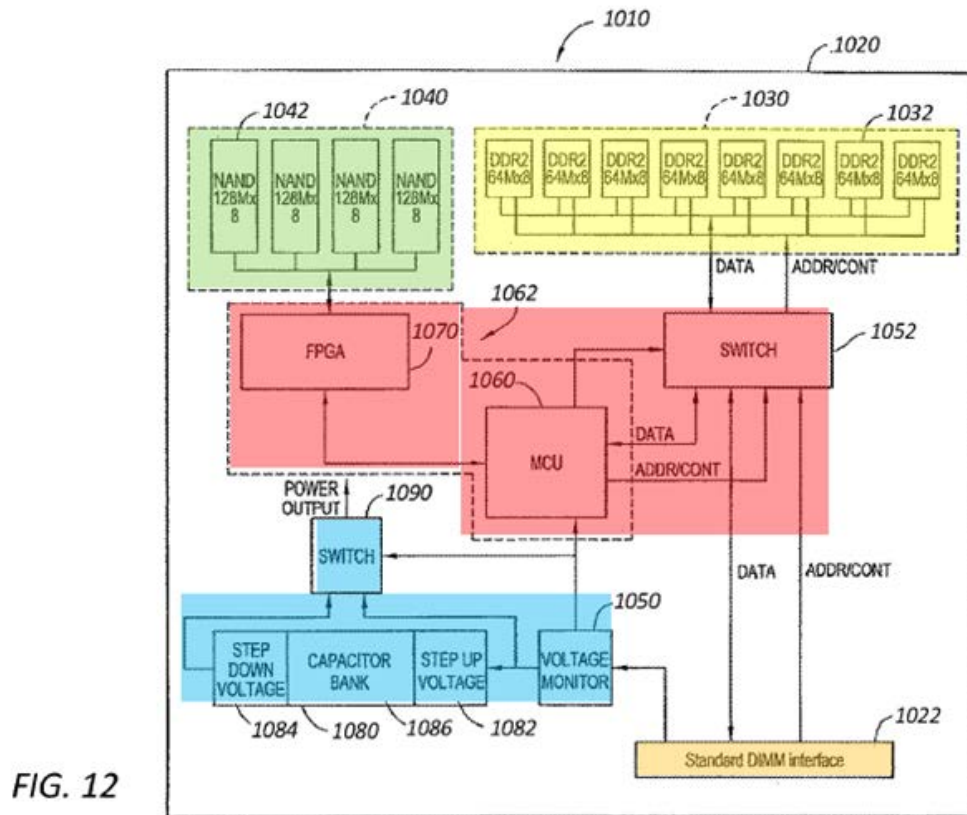 1010
1020
1042
1040
1030
1032
NAND
128Mx
8
NAND
128Mx
8
NAND
128Mx
8
NAND
128Mx
8
DDR2
64Mx8
DDR2
64Mx8
DDR2
64Mx8
DDR2
64Mx8
DDR2
64Mx8
DDR2
64Mx8
DDR2
64Mx8
DDR2
64Mx8
DATA
ADDR/CONT
1062
1070
FPGA
SWITCH
1052
1060
MCU
DATA
ADDR/CONT
POWER
OUTPUT
1090
SWITCH
DATA
ADDR/CONT
1050
STEP
DOWN
VOLTAGE
CAPACITOR
BANK
STEP UP
VOLTAGE
VOLTAGE
MONITOR
1084
1080
1086
1082
1022
Standard DIMM interface
FIG. 12